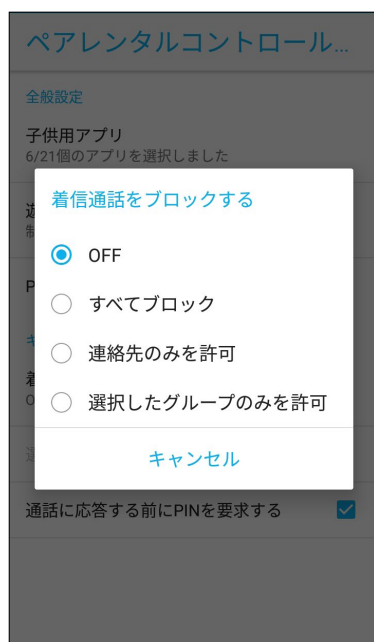 ペアレンタルコントロール...
全般設定
子供用アプリ
6/21個のアプリを選択しました
着信通話をブロックする
OFF
すべてブロック
連絡先のみを許可
選択したグループのみを許可
キャンセル
通話に応答する前にPINを要求する